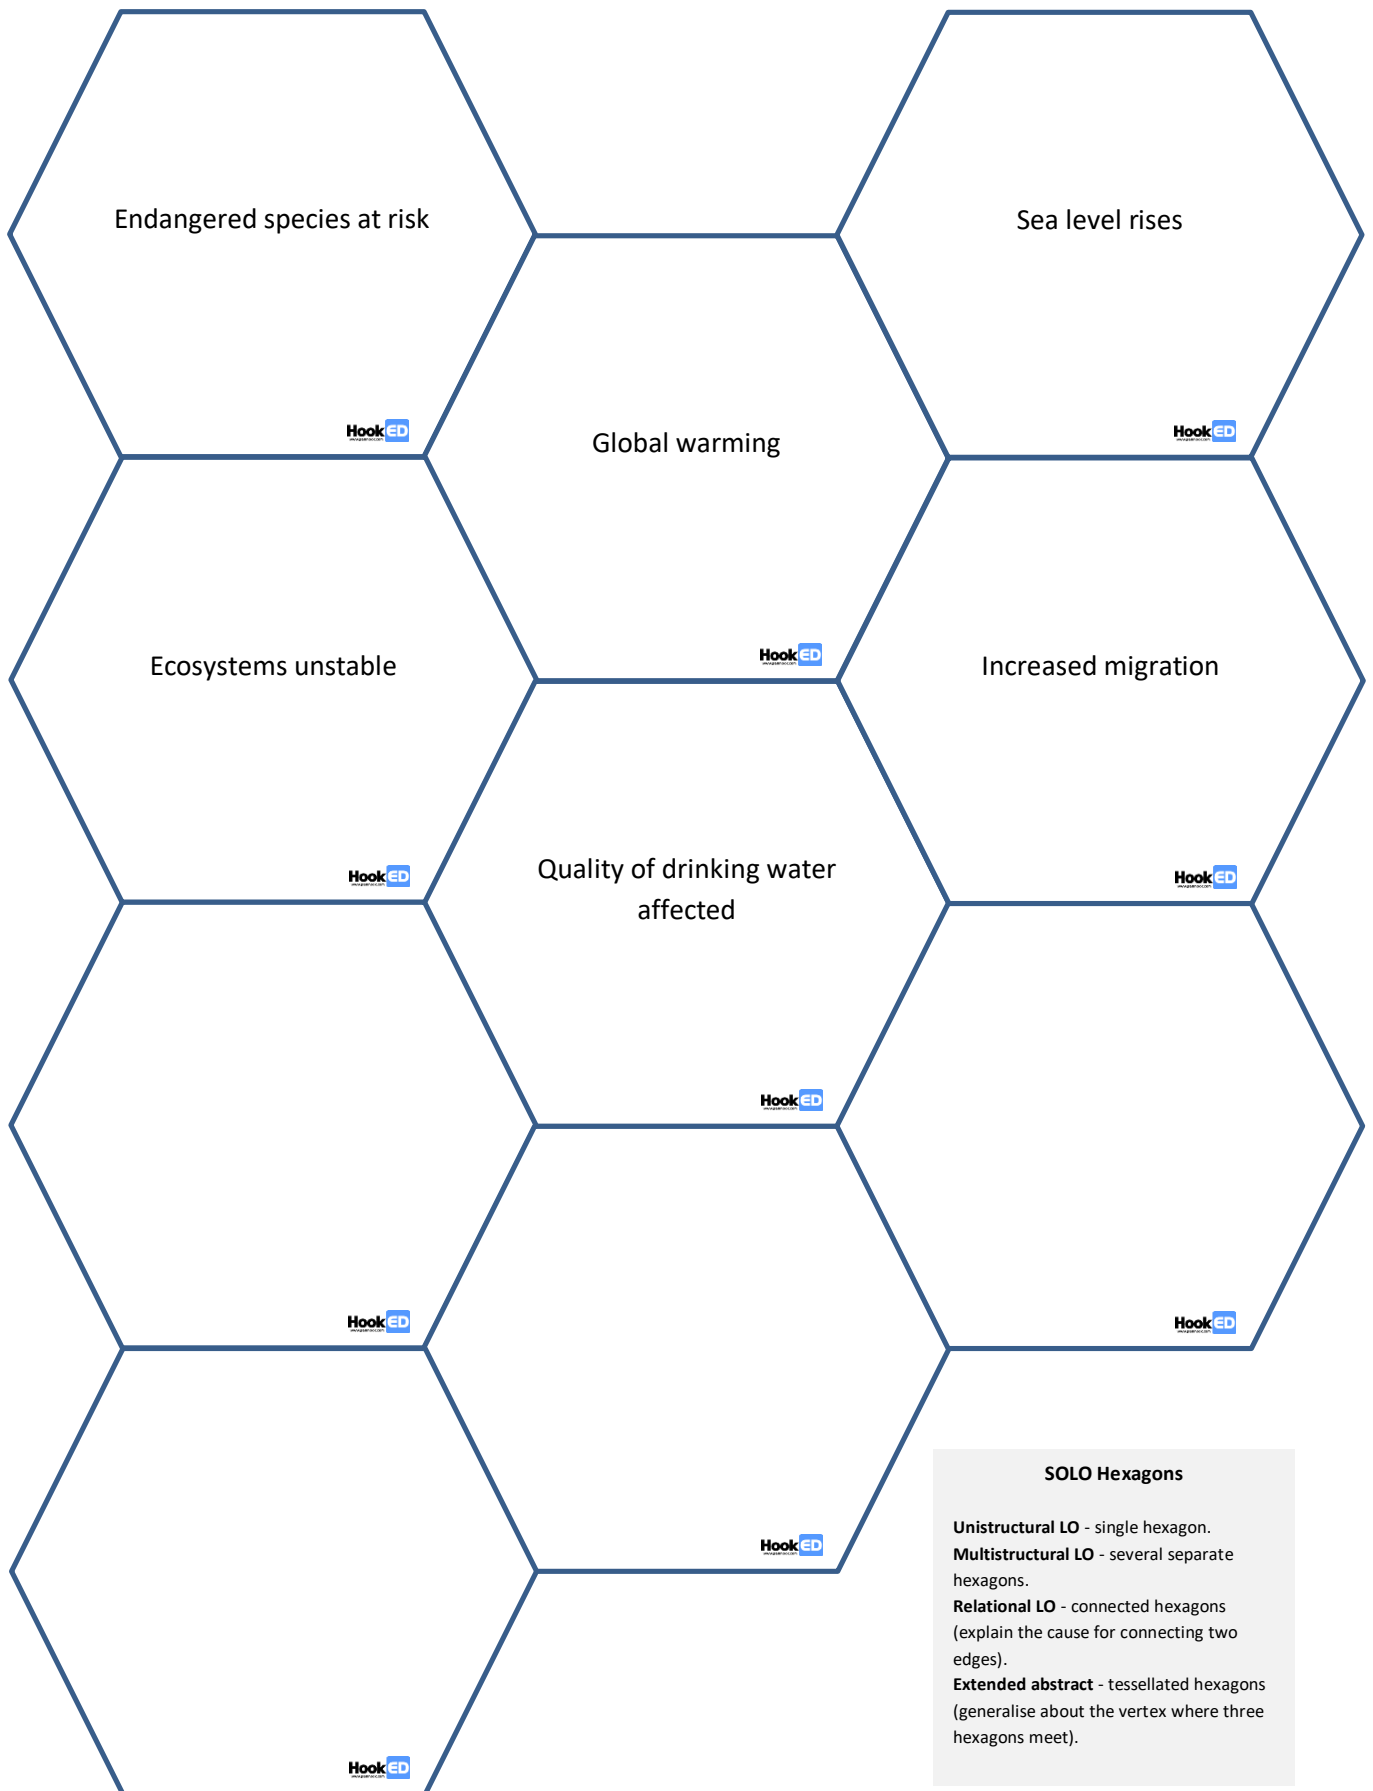 Endangered species at risk
Sea level rises
HookED
HookED
Global warming
HookED
Ecosystems unstable
Increased migration
HookED
HookED
Quality of drinking water
affected
HookED
HookED
HookED
SOLO Hexagons
Unistructural LO - single hexagon.
Multistructural LO - several separate
hexagons.
Relational LO - connected hexagons
(explain the cause for connecting two
edges).
Extended abstract - tessellated hexagons
(generalise about the vertex where three
hexagons meet).
HookED
HookED